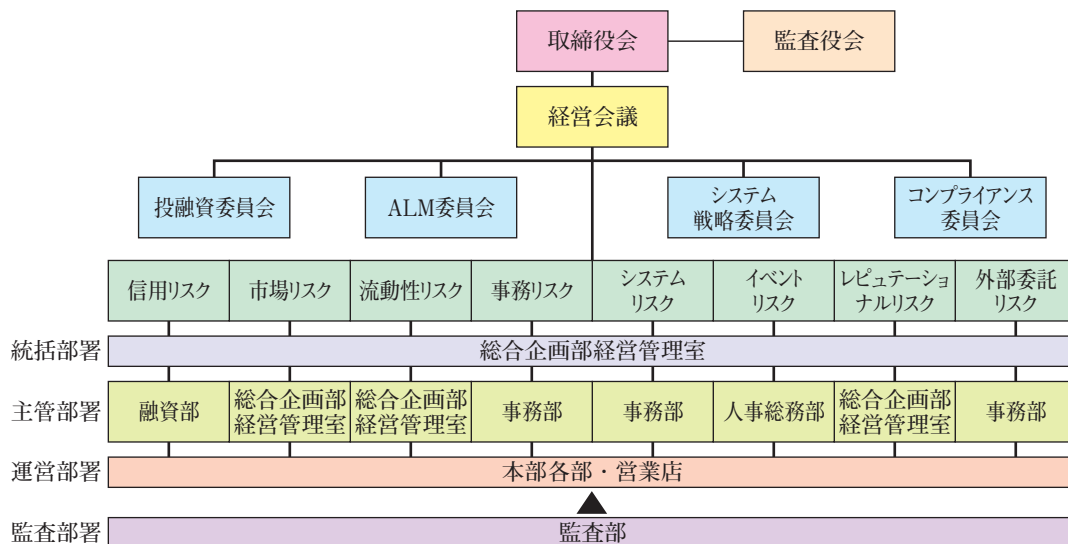 取締役会
監査役会
経営会議
投融資委員会
ALM委員会
システム
戦略委員会
コンプライアンス
委員会
信用リスク
市場リスク
流動性リスク
事務リスク
システム
リスク
イベント
リスク
レピュテーショ
ナルリスク
外部委託
リスク
統括部署
総合企画部経営管理室
主管部署
融資部
総合企画部
経営管理室
総合企画部
経営管理室
事務部
事務部
人事総務部
総合企画部
経営管理室
事務部
運営部署
本部各部・営業店
監査部署
監査部